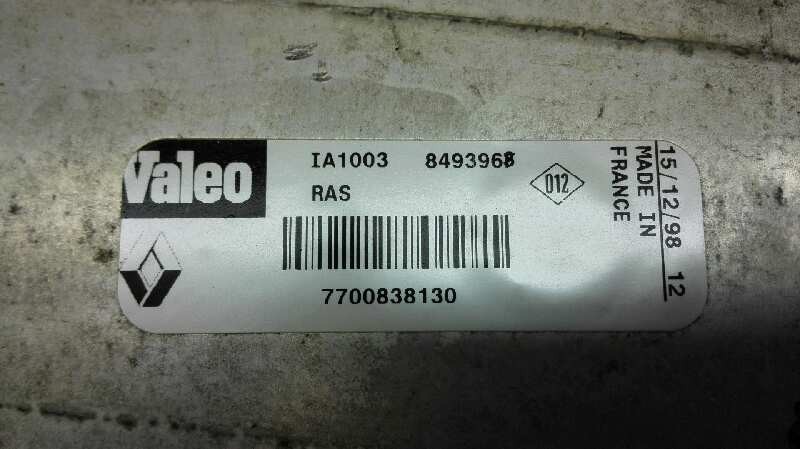 Valeo
IA1003
RAS
012
7700838130
15/12/98 12
MADE IN
FRANCE